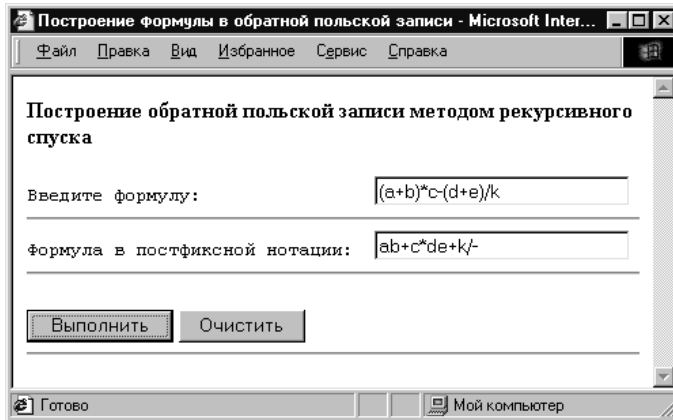 Построение формулы в обратной польской записи - Microsoft Inter...
Файл Правка Вид Избранное Сервис Справка
Построение обратной польской записи методом рекурсивного
спуска
Введите формулу: (a+b)*c-(d+e)/k
Формула в постфиксной нотации: ab+c*de+k/-
Выполнить Очистить
Готово Мой компьютер